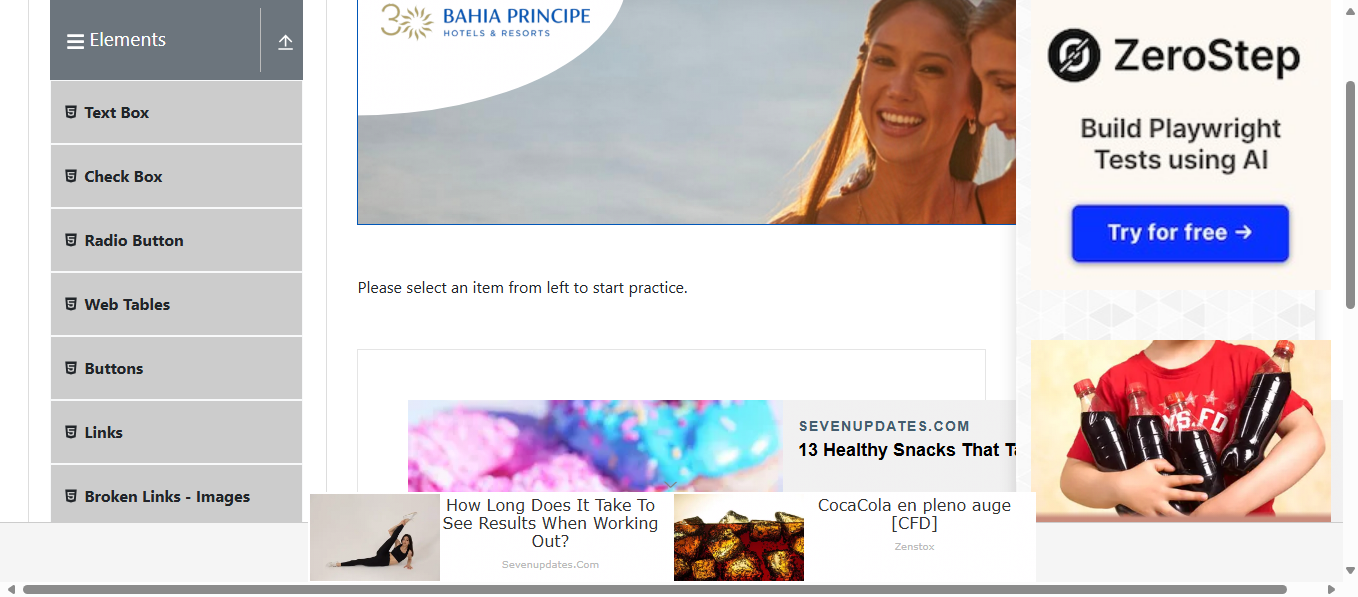 Elements
Text Box
Check Box
Radio Button
Web Tables
Buttons
Links
Broken Links - Images
30 BAHIA PRINCIPE
HOTELS & RESORTS
Please select an item from left to start practice.
SEVENUPDATES.COM
13 Healthy Snacks That
How Long Does It Take To
See Results When Working
Out?
Sevenupdates.Com
CocaCola en pleno auge
[CFD]
Zenstox
ZeroStep
Build Playwright
Tests using AI
Try for free →
YS.FD